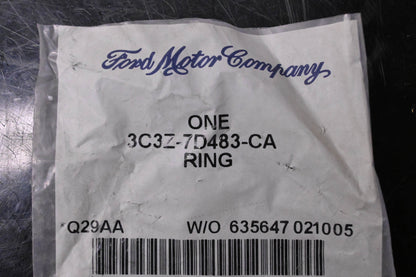 Ford Motor Company
ONE
3C3Z-7D483-CA
RING
*Q29AA W/O 635647 021005